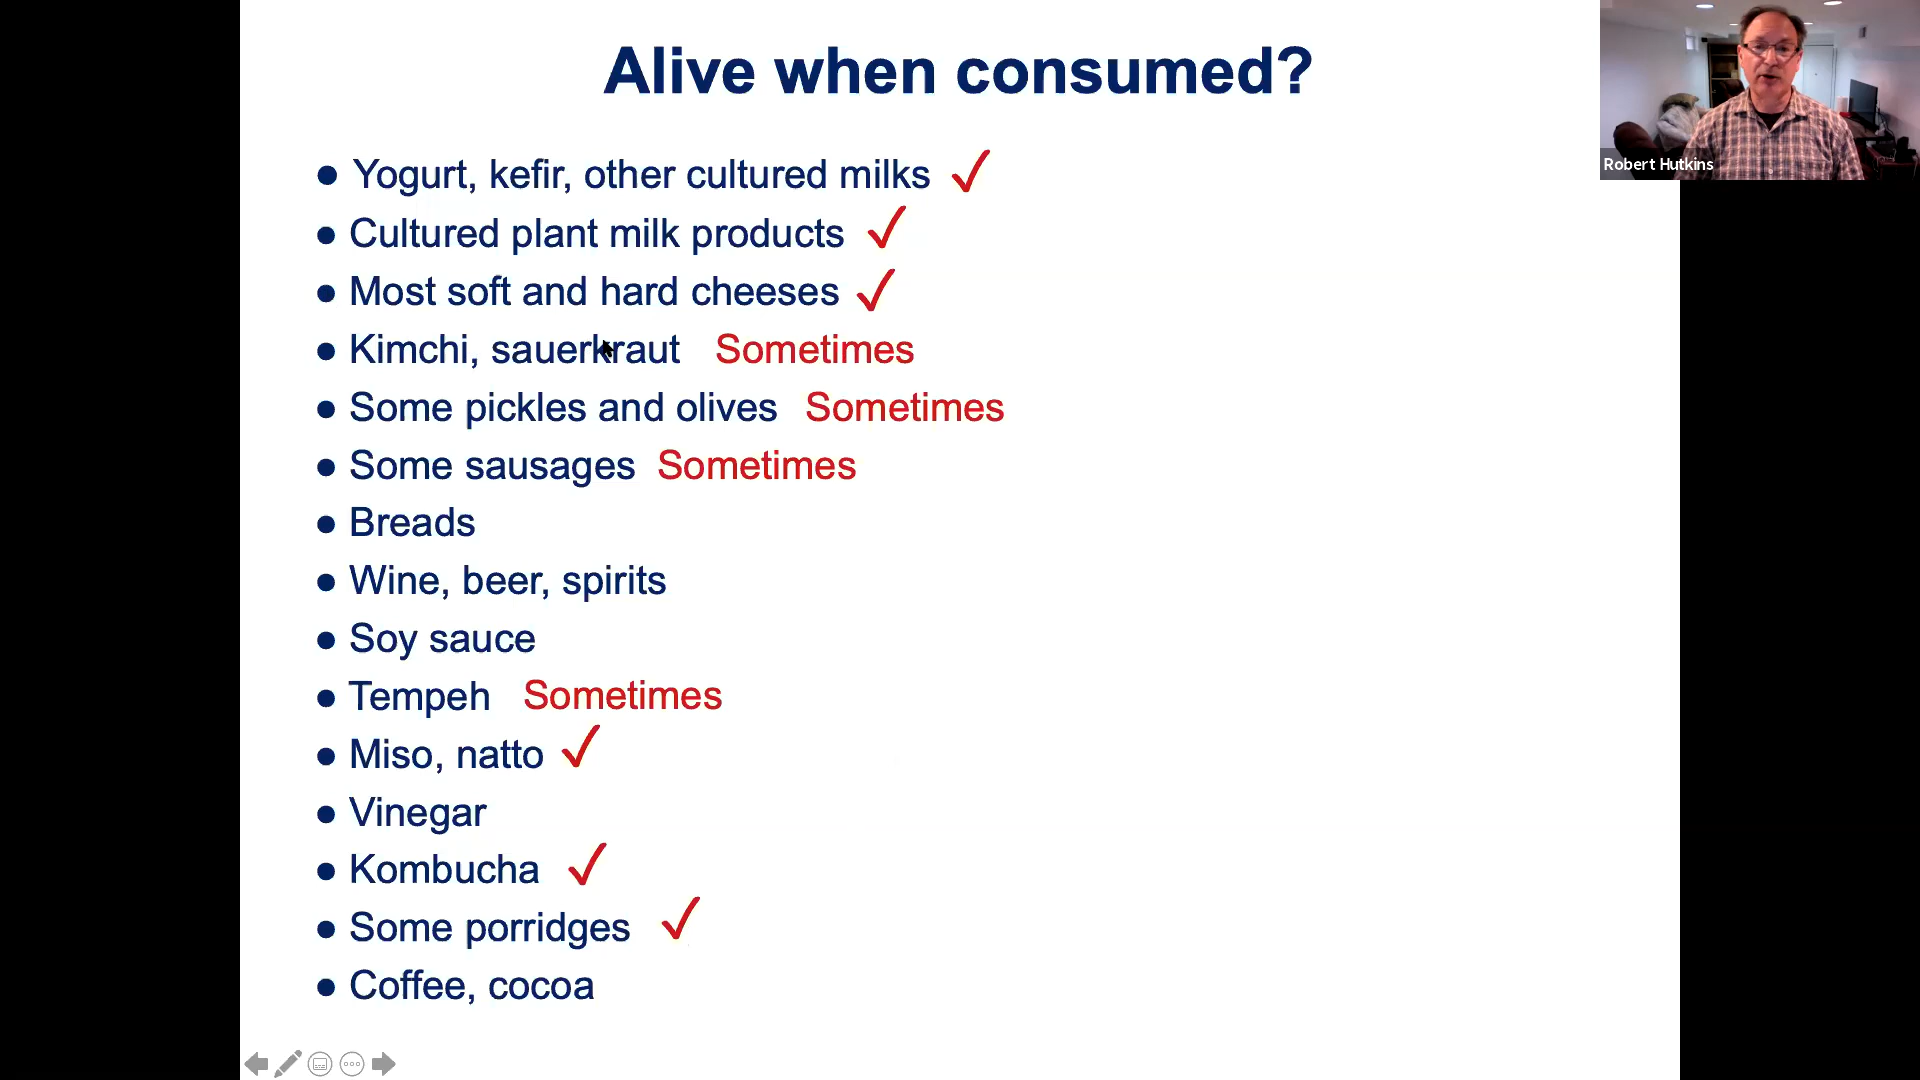 Alive when consumed?
● Yogurt, kefir, other cultured milks ✓
● Cultured plant milk products ✓
● Most soft and hard cheeses ✓
● Kimchi, sauerkraut Sometimes
● Some pickles and olives Sometimes
● Some sausages Sometimes
● Breads
● Wine, beer, spirits
● Soy sauce
● Tempeh Sometimes
● Miso, natto ✓
● Vinegar
● Kombucha ✓
● Some porridges ✓
● Coffee, cocoa
Robert Hutkins